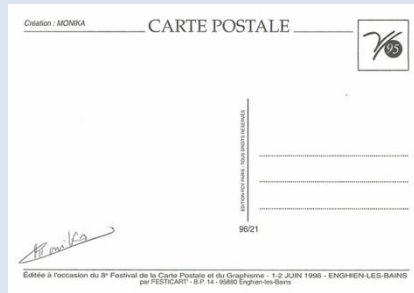 Création : MONIKA
CARTE POSTALE
95
EDITION PCV PARIS - TOUS DROITS RESERVES
96/21
Monika
Éditée à l'occasion du 8e Festival de la Carte Postale et du Graphisme - 1-2 JUIN 1996 - ENGHIEN-LES-BAINS
par FESTICART' - B.P. 14 - 95880 Enghien-les-Bains